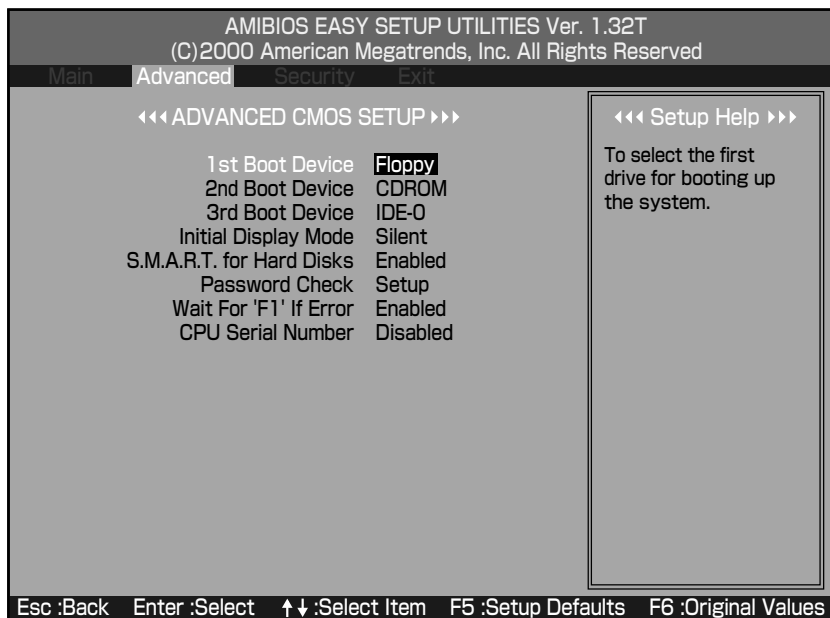 AMIBIOS EASY SETUP UTILITIES Ver. 1.32T
(C)2000 American Megatrends, Inc. All Rights Reserved
Main Advanced Security Exit
ADVANCED CMOS SETUP
1st Boot Device Floppy
2nd Boot Device CDROM
3rd Boot Device IDE-0
Initial Display Mode Silent
S.M.A.R.T. for Hard Disks Enabled
Password Check Setup
Wait For 'F1' If Error Enabled
CPU Serial Number Disabled
Setup Help
To select the first
drive for booting up
the system.
Esc :Back Enter :Select ↑↓ :Select Item F5 :Setup Defaults F6 :Original Values